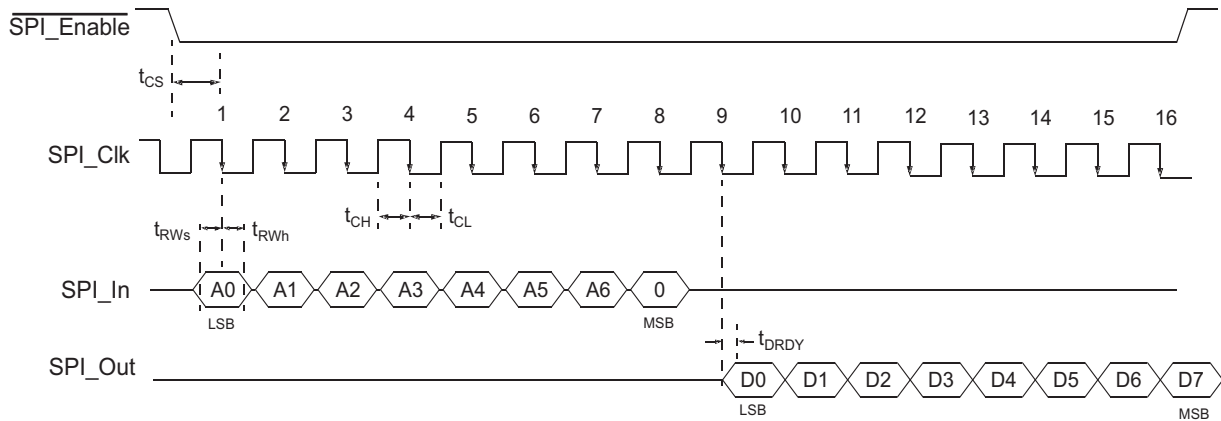 SPI_Enable
tCS
1 2 3 4 5 6 7 8 9 10 11 12 13 14 15 16
SPI_Clk
tCH tCL
tRWs tRWh
SPI_In A0 A1 A2 A3 A4 A5 A6 0
LSB MSB
tDRDY
SPI_Out D0 D1 D2 D3 D4 D5 D6 D7
LSB MSB